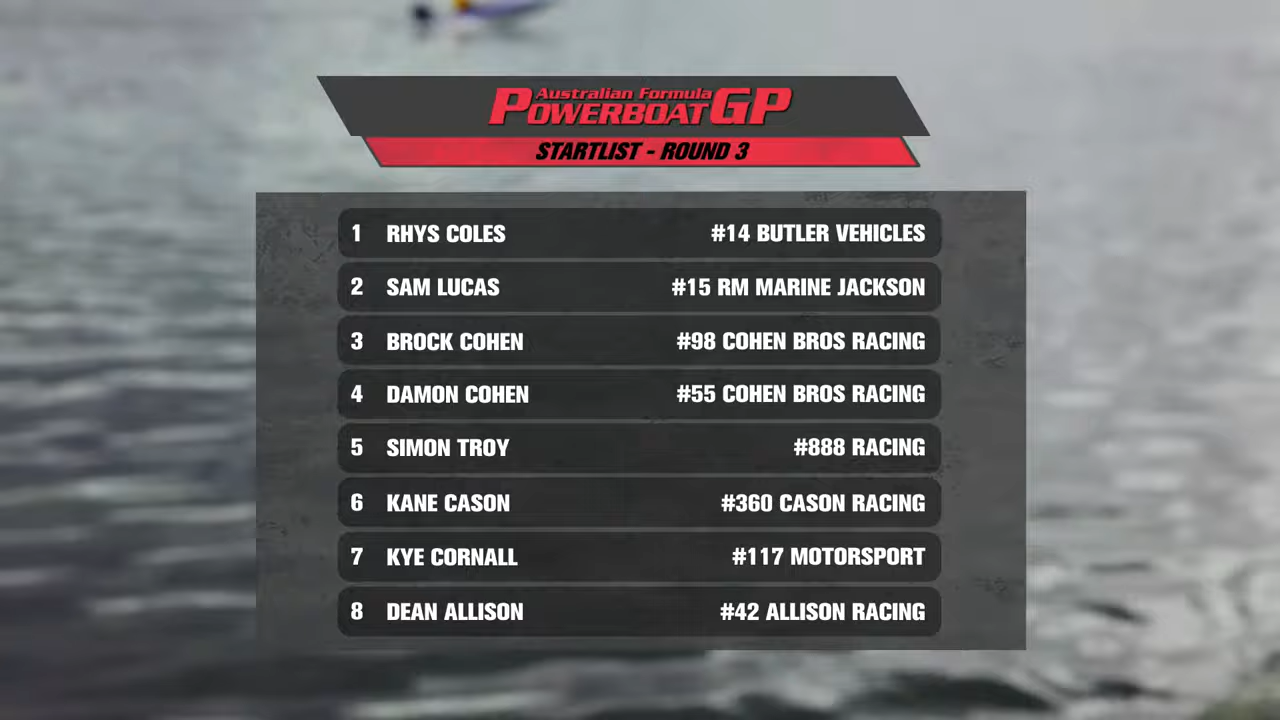 Australian Formula
POWERBOAT GP
STARTLIST - ROUND 3
1 RHYS COLES #14 BUTLER VEHICLES
2 SAM LUCAS #15 RM MARINE JACKSON
3 BROCK COHEN #98 COHEN BROS RACING
4 DAMON COHEN #55 COHEN BROS RACING
5 SIMON TROY #888 RACING
6 KANE CASON #360 CASON RACING
7 KYE CORNALL #117 MOTORSPORT
8 DEAN ALLISON #42 ALLISON RACING